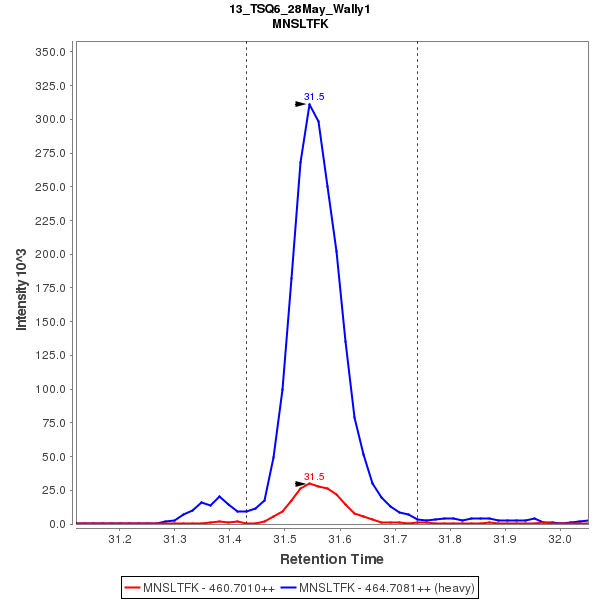 13_TSQ6_28May_Wally1
MNSLTFK
350.0
325.0
300.0
275.0
250.0
225.0
200.0
175.0
150.0
125.0
100.0
75.0
50.0
25.0
0.0
Intensity 10^3
31.5
31.5
31.2 31.3 31.4 31.5 31.6 31.7 31.8 31.9 32.0
Retention Time
MNSLTFK - 460.7010++ MNSLTFK - 464.7081++ (heavy)